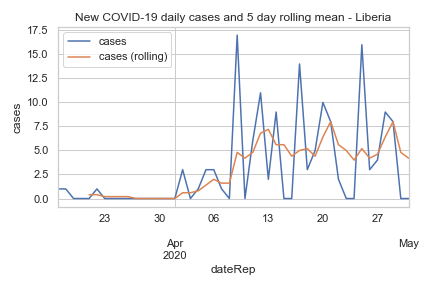 New COVID-19 daily cases and 5 day rolling mean - Liberia
cases
cases (rolling)
17.5
15.0
12.5
10.0
7.5
5.0
2.5
0.0
cases
23
30
06
13
20
27
Apr
2020
May
dateRep